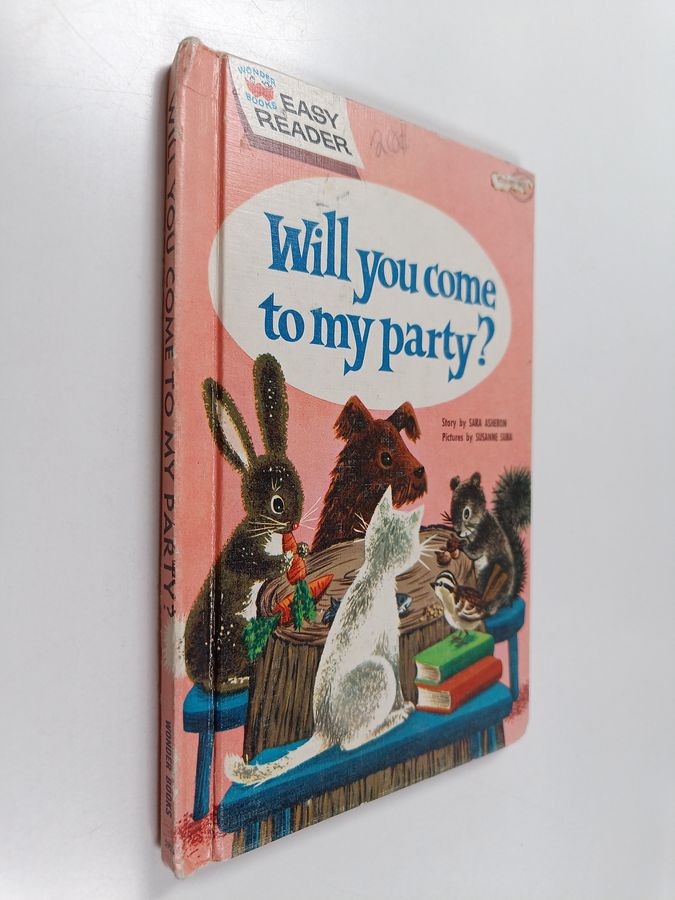 WONDER
BOOKS
EASY
READER
Will you come
to my party?
Story by SARA ASHERON
Pictures by SUSANNE SUBA
WILL YOU COME TO MY PARTY?
WONDER BOOKS